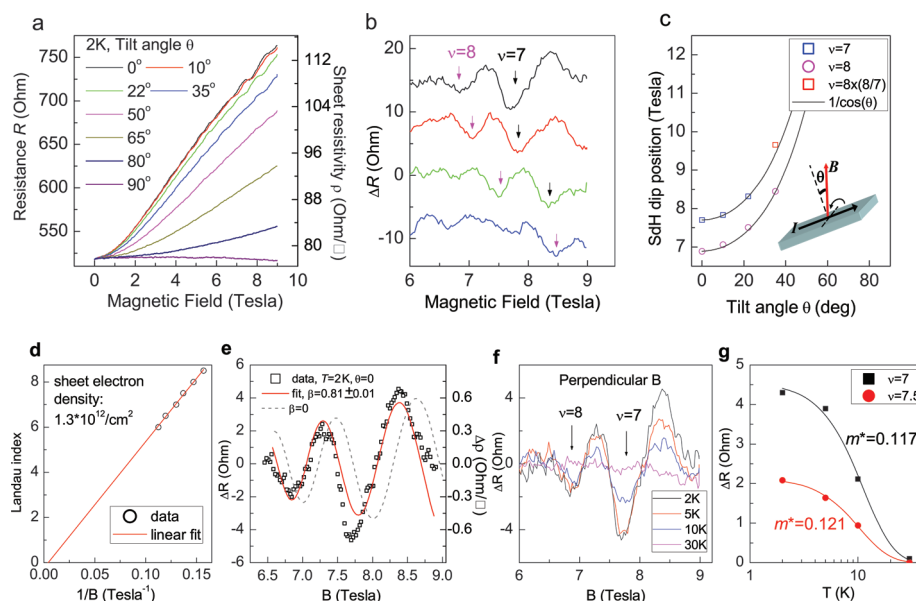 a
2K, Tilt angle θ
0° 10°
22° 35°
50°
65°
80°
90°
750
700
650
600
550
Resistance R (Ohm)
112
104
96
88
80
Sheet resistivity ρ (Ohm/□)
0 2 4 6 8 10
Magnetic Field (Tesla)
b
ν=8
ν=7
20
10
0
-10
ΔR (Ohm)
6 7 8 9
Magnetic Field (Tesla)
c
ν=7
ν=8
ν=8x(8/7)
1/cos(θ)
12
11
10
9
8
7
6
SdH dip position (Tesla)
θ
B
I
0 20 40 60 80
Tilt angle θ (deg)
d
sheet electron
density:
1.3*10¹²/cm²
data
linear fit
8
6
4
2
0
Landau index
0.00 0.05 0.10 0.15
1/B (Tesla⁻¹)
e
data, T=2K, θ=0
fit, β=0.81±0.01
β=0
6
4
2
0
-2
-4
-6
ΔR (Ohm)
0.6
0.3
0.0
-0.3
-0.6
Δρ (Ohm/□)
6.5 7.0 7.5 8.0 8.5 9.0
B (Tesla)
f
Perpendicular B
ν=8
ν=7
2K
5K
10K
30K
4
0
-4
ΔR (Ohm)
6 7 8 9
B (Tesla)
g
ν=7
ν=7.5
m*=0.117
m*=0.121
5
4
3
2
1
0
ΔR (Ohm)
1 10
T (K)